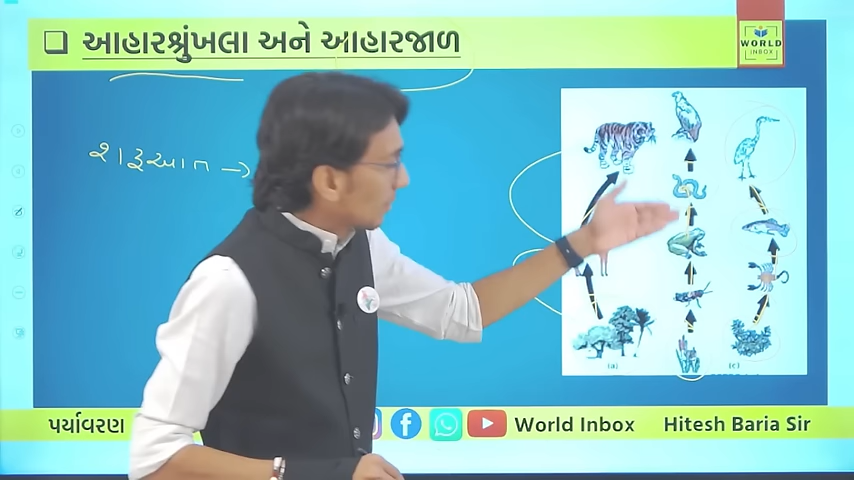 ❑ આહારશ્રુંખલા અને આહારજાળ
WORLD
INBOX
શરૂઆત →
(a)
(c)
પર્યાવરણ
World Inbox
Hitesh Baria Sir